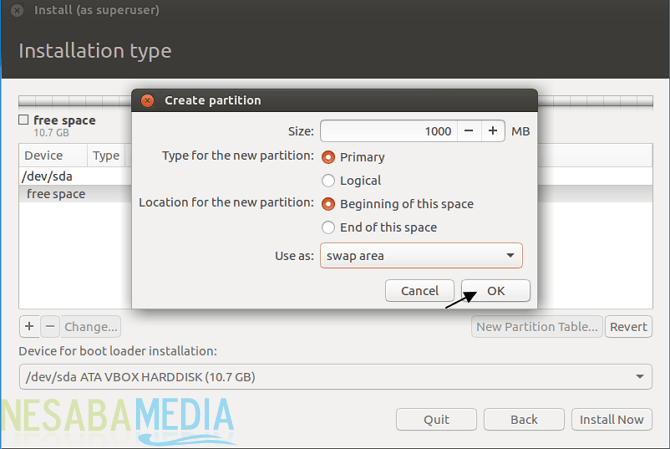 Install (as superuser)
Installation type
Create partition
Size: 1000 − + MB
Type for the new partition: Primary
Logical
Location for the new partition: Beginning of this space
End of this space
Use as: swap area
Cancel OK
free space
10.7 GB
Device Type
/dev/sda
free space
+ − Change... New Partition Table... Revert
Device for boot loader installation:
/dev/sda ATA VBOX HARDDISK (10.7 GB)
Quit Back Install Now
NESABAMEDIA